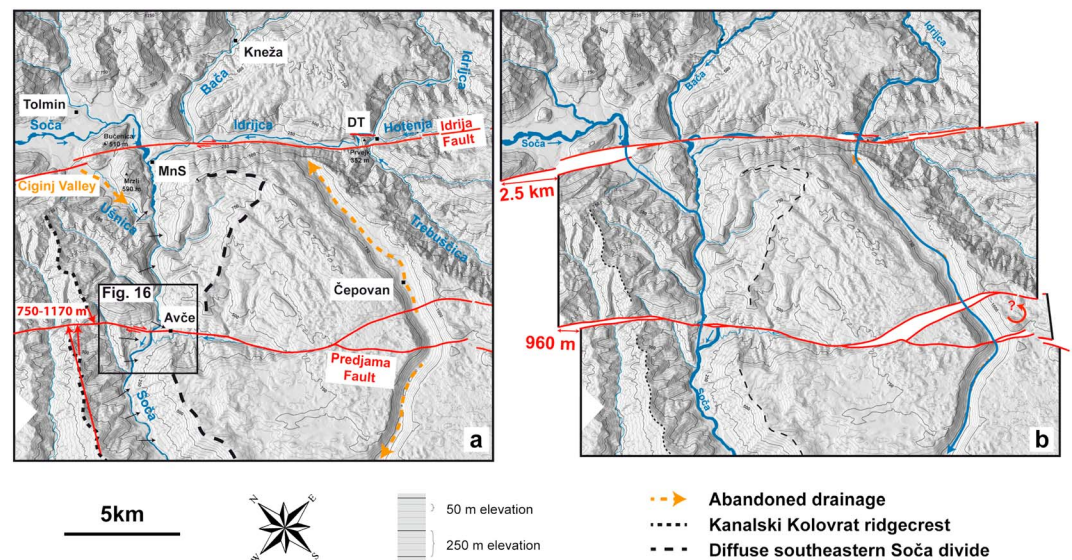 Kneža
Bača
Idrijca
Tolmin
Soča
Bučenica
510 m
Idrijca
DT
Hotenja
Idrija
Fault
Prvejk
352 m
MnS
Ciginj Valley
Mrzli
590 m
Ušnica
Trebuščica
Čepovan
Fig. 16
750-1170 m
Avče
Predjama
Fault
Soča
a
Idrijca
Bača
Soča
2.5 km
?
960 m
Soča
b
5km
N
E
W
S
50 m elevation
250 m elevation
Abandoned drainage
Kanalski Kolovrat ridgecrest
Diffuse southeastern Soča divide